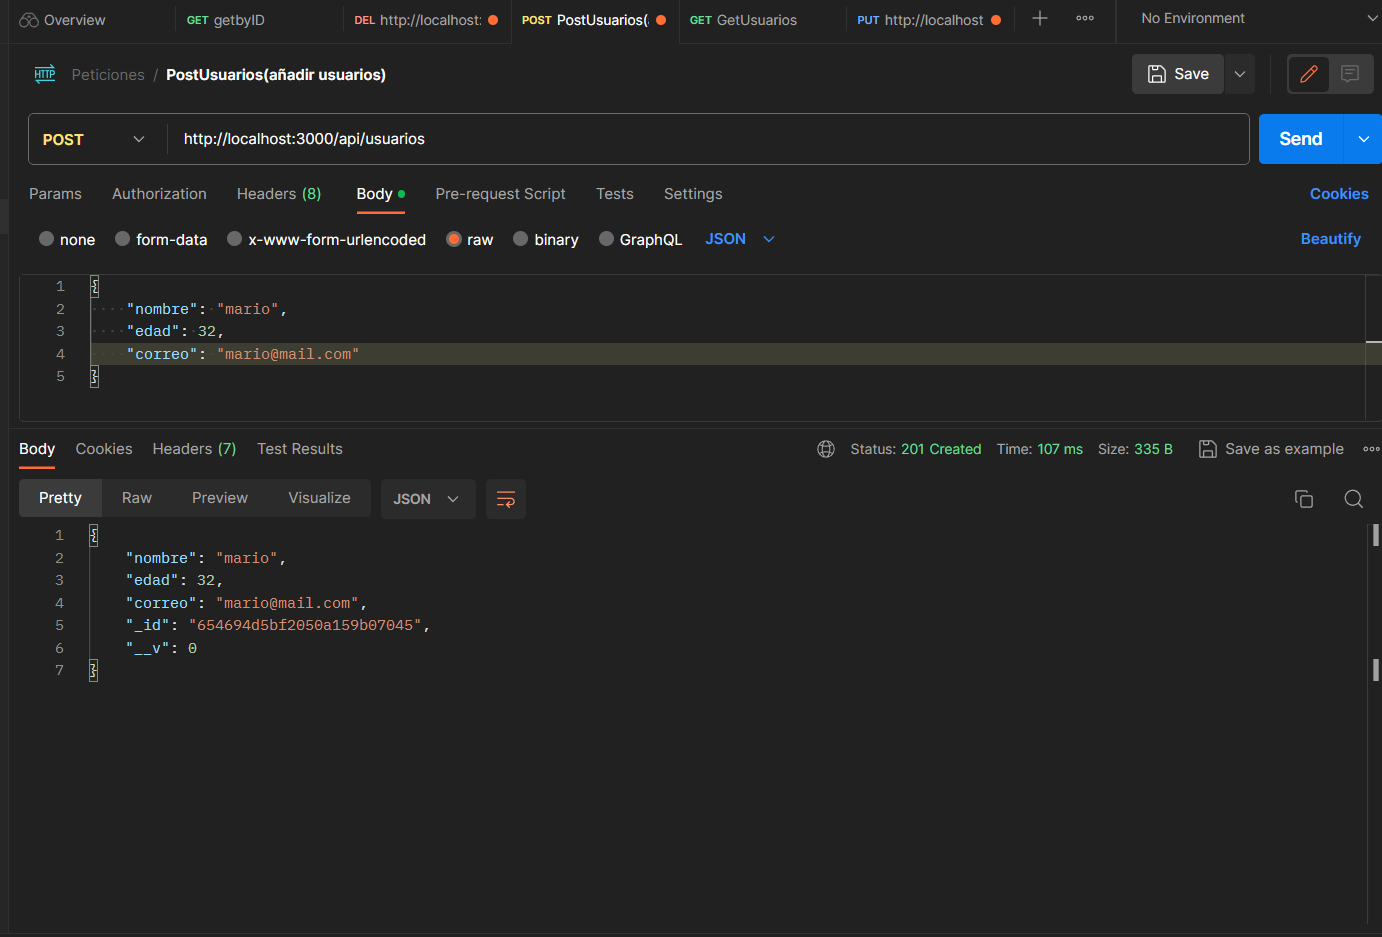 Overview GET getbyID DEL http://localhost: POST PostUsuarios(a GET GetUsuarios PUT http://localhost No Environment
HTTP Peticiones / PostUsuarios(añadir usuarios) Save
POST http://localhost:3000/api/usuarios Send
Params Authorization Headers (8) Body Pre-request Script Tests Settings Cookies
none form-data x-www-form-urlencoded raw binary GraphQL JSON Beautify
1 {
2 "nombre": "mario",
3 "edad": 32,
4 "correo": "mario@mail.com"
5 }
Body Cookies Headers (7) Test Results Status: 201 Created Time: 107 ms Size: 335 B Save as example
Pretty Raw Preview Visualize JSON
1 {
2 "nombre": "mario",
3 "edad": 32,
4 "correo": "mario@mail.com",
5 "_id": "654694d5bf2050a159b07045",
6 "__v": 0
7 }